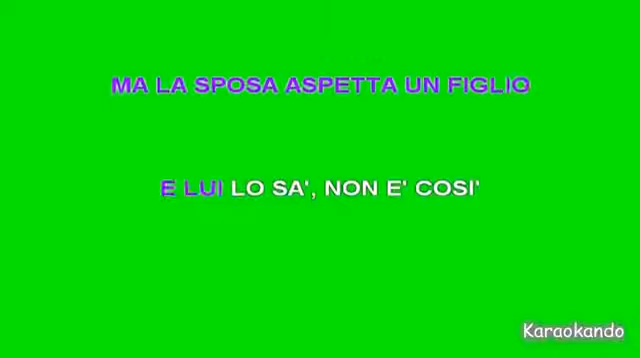 MA LA SPOSA ASPETTA UN FIGLIO
E LUI LO SA', NON E' COSI'
Karaokando